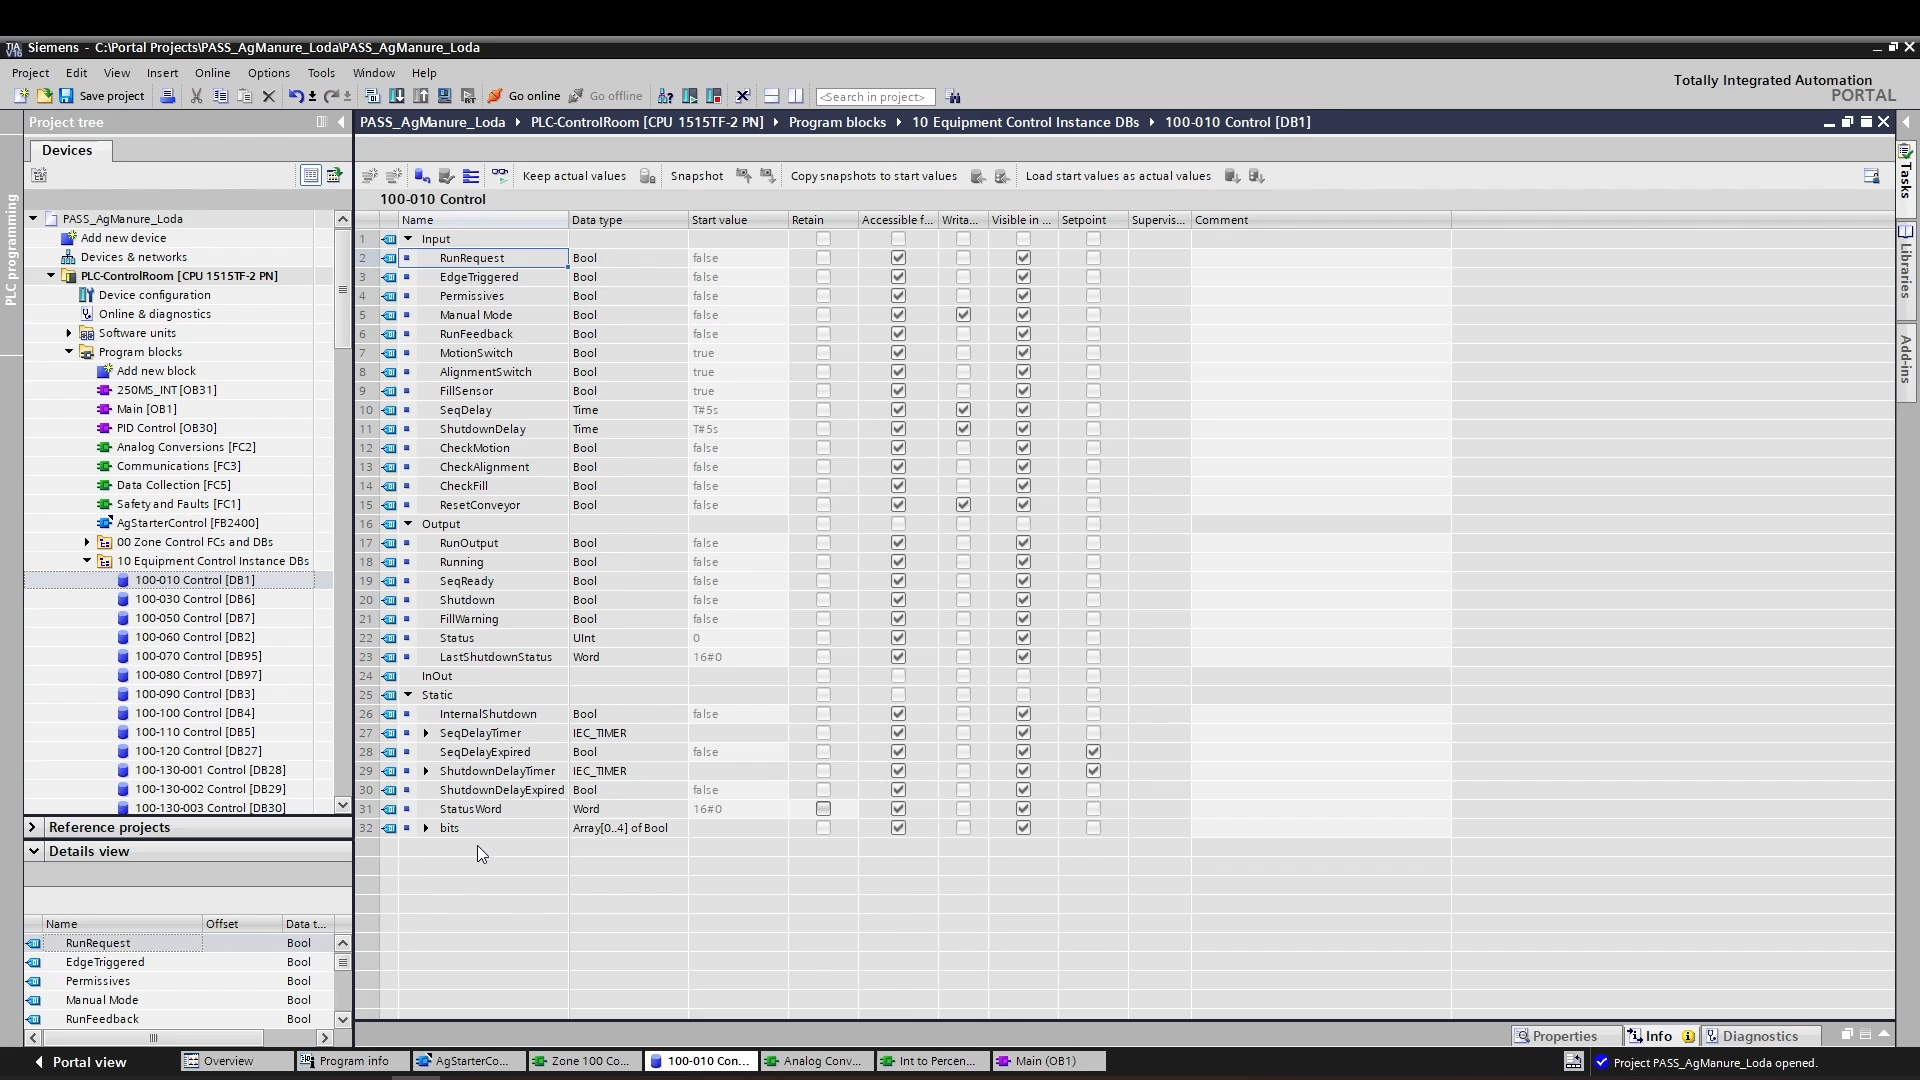 Siemens - C:\Portal Projects\PASS_AgManure_Loda\PASS_AgManure_Loda
Project Edit View Insert Online Options Tools Window Help
Totally Integrated Automation
PORTAL
Save project Go online Go offline <Search in project>
Project tree
PASS_AgManure_Loda PLC-ControlRoom [CPU 1515TF-2 PN] Program blocks 10 Equipment Control Instance DBs 100-010 Control [DB1]
Devices
Keep actual values Snapshot Copy snapshots to start values Load start values as actual values
PLC programming
Tasks
Libraries
Add-ins
PASS_AgManure_Loda
Add new device
Devices & networks
PLC-ControlRoom [CPU 1515TF-2 PN]
Device configuration
Online & diagnostics
Software units
Program blocks
Add new block
250MS_INT [OB31]
Main [OB1]
PID Control [OB30]
Analog Conversions [FC2]
Communications [FC3]
Data Collection [FC5]
Safety and Faults [FC1]
AgStarterControl [FB2400]
00 Zone Control FCs and DBs
10 Equipment Control Instance DBs
100-010 Control [DB1]
100-030 Control [DB6]
100-050 Control [DB7]
100-060 Control [DB2]
100-070 Control [DB95]
100-080 Control [DB97]
100-090 Control [DB3]
100-100 Control [DB4]
100-110 Control [DB5]
100-120 Control [DB27]
100-130-001 Control [DB28]
100-130-002 Control [DB29]
100-130-003 Control [DB30]
Reference projects
Details view
Name Offset Data t...
RunRequest Bool
EdgeTriggered Bool
Permissives Bool
Manual Mode Bool
RunFeedback Bool
100-010 Control
Name Data type Start value Retain Accessible f... Writa... Visible in ... Setpoint Supervis... Comment
1 Input
2 RunRequest Bool false
3 EdgeTriggered Bool false
4 Permissives Bool false
5 Manual Mode Bool false
6 RunFeedback Bool false
7 MotionSwitch Bool true
8 AlignmentSwitch Bool true
9 FillSensor Bool true
10 SeqDelay Time T#5s
11 ShutdownDelay Time T#5s
12 CheckMotion Bool false
13 CheckAlignment Bool false
14 CheckFill Bool false
15 ResetConveyor Bool false
16 Output
17 RunOutput Bool false
18 Running Bool false
19 SeqReady Bool false
20 Shutdown Bool false
21 FillWarning Bool false
22 Status UInt 0
23 LastShutdownStatus Word 16#0
24 InOut
25 Static
26 InternalShutdown Bool false
27 SeqDelayTimer IEC_TIMER
28 SeqDelayExpired Bool false
29 ShutdownDelayTimer IEC_TIMER
30 ShutdownDelayExpired Bool false
31 StatusWord Word 16#0
32 bits Array[0..4] of Bool
Properties Info Diagnostics
Portal view Overview Program info AgStarterCo... Zone 100 Co... 100-010 Con... Analog Conv... Int to Percen... Main (OB1) Project PASS_AgManure_Loda opened.